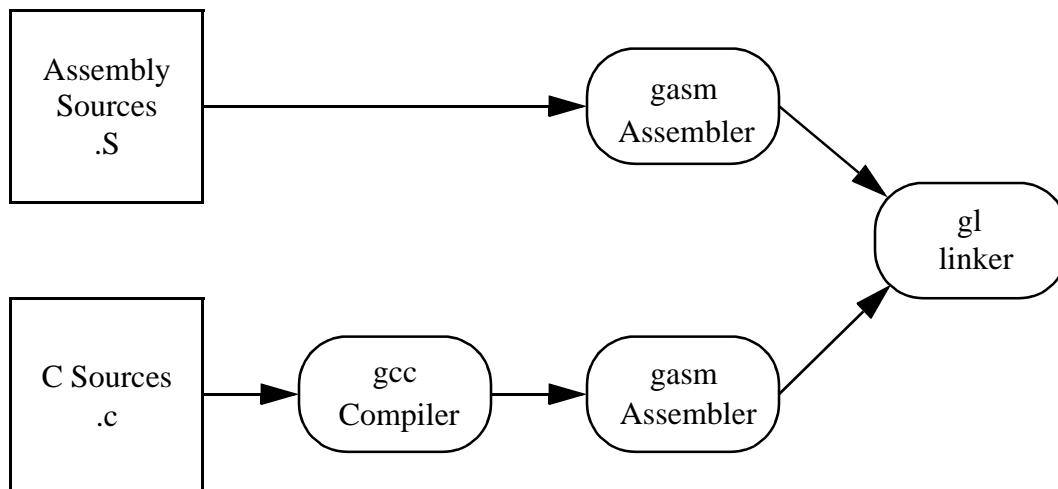 Assembly
Sources
.S
gasm
Assembler
gl
linker
C Sources
.c
gcc
Compiler
gasm
Assembler